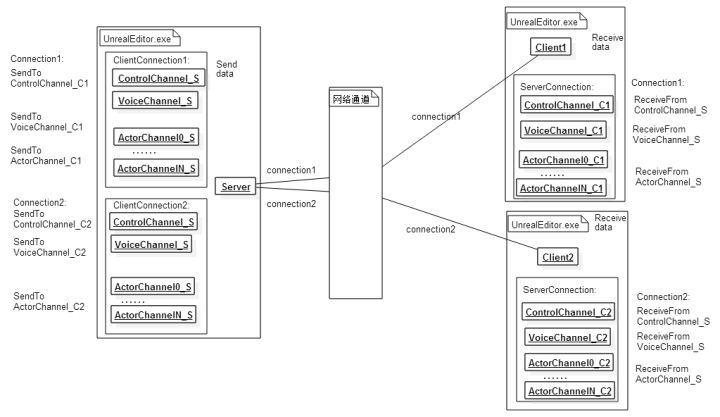 Connection1:
SendTo
ControlChannel_C1
SendTo
VoiceChannel_C1
SendTo
ActorChannel_C1
Connection2:
SendTo
ControlChannel_C2
SendTo
VoiceChannel_C2
SendTo
ActorChannel_C2
UnrealEditor.exe
ClientConnection1:
ControlChannel_S
VoiceChannel_S
ActorChannel0_S
......
ActorChannelN_S
ClientConnection2:
ControlChannel_S
VoiceChannel_S
ActorChannel0_S
......
ActorChannelN_S
Send
data
Server
connection1
connection2
网络通道
connection1
connection2
UnrealEditor.exe
Client1
Receive
data
ServerConnection:
ControlChannel_C1
VoiceChannel_C1
ActorChannel0_C1
......
ActorChannelN_C1
Connection1:
ReceiveFrom
ControlChannel_S
ReceiveFrom
VoiceChannel_S
ReceiveFrom
ActorChannel_S
UnrealEditor.exe
Receive
data
Client2
ServerConnection:
ControlChannel_C2
VoiceChannel_C2
ActorChannel0_C2
......
ActorChannelN_C2
Connection2:
ReceiveFrom
ControlChannel_S
ReceiveFrom
VoiceChannel_S
ReceiveFrom
ActorChannel_S